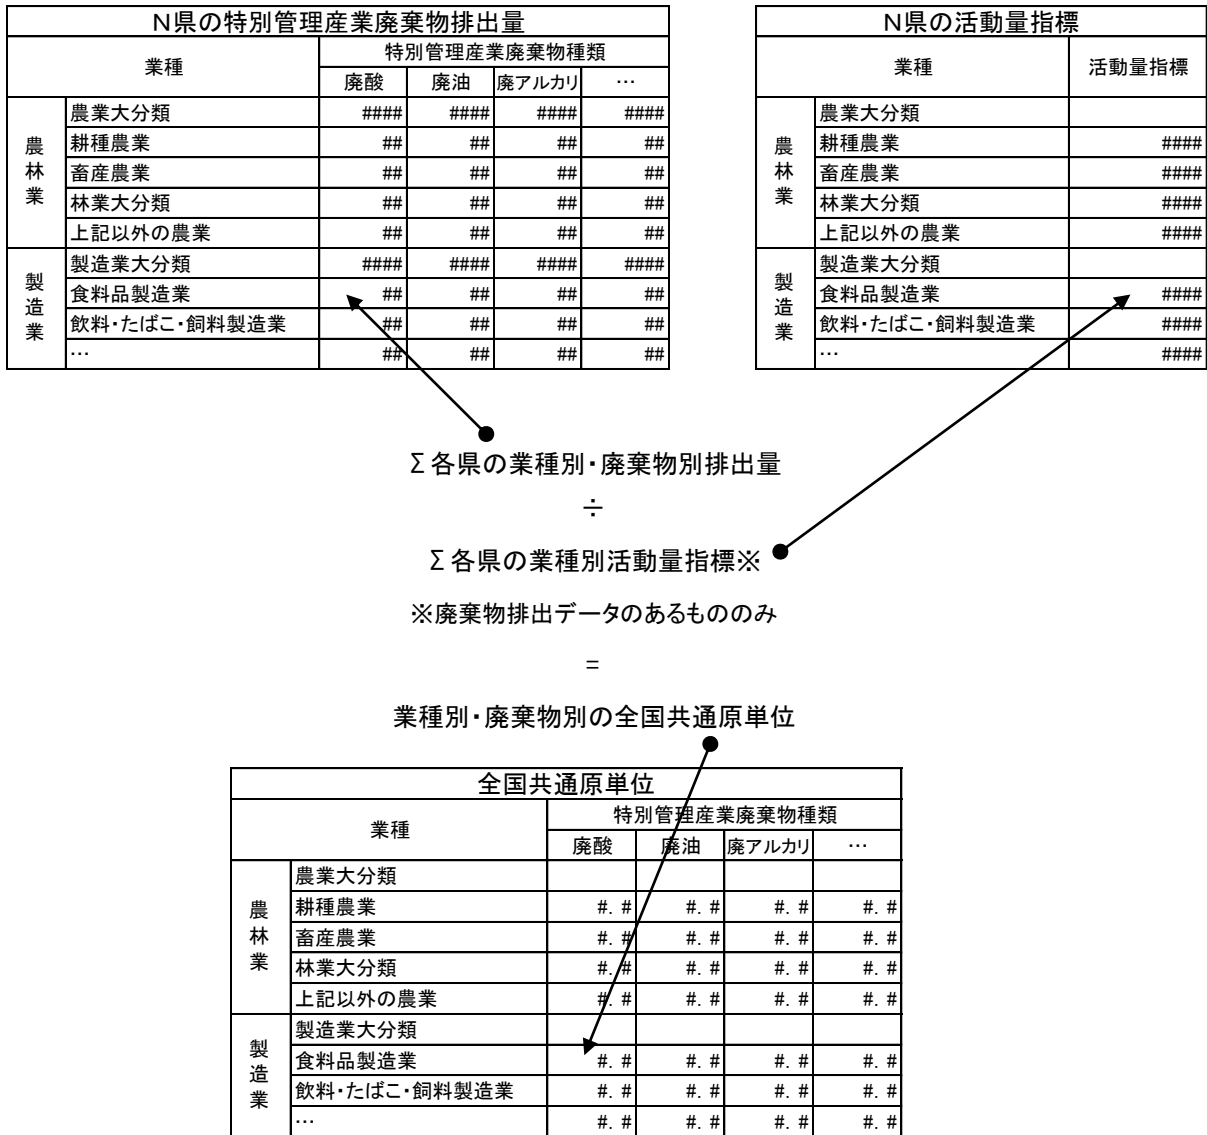 N県の特別管理産業廃棄物排出量
業種 特別管理産業廃棄物種類
廃酸 廃油 廃アルカリ …
農林業
農業大分類 #### #### #### ####
耕種農業 ## ## ## ##
畜産農業 ## ## ## ##
林業大分類 ## ## ## ##
上記以外の農業 ## ## ## ##
製造業
製造業大分類 #### #### #### ####
食料品製造業 ## ## ## ##
飲料・たばこ・飼料製造業 ## ## ## ##
… ## ## ## ##
N県の活動量指標
業種 活動量指標
農林業
農業大分類
耕種農業 ####
畜産農業 ####
林業大分類 ####
上記以外の農業 ####
製造業
製造業大分類
食料品製造業 ####
飲料・たばこ・飼料製造業 ####
… ####
Σ各県の業種別・廃棄物別排出量
÷
Σ各県の業種別活動量指標※
※廃棄物排出データのあるもののみ
=
業種別・廃棄物別の全国共通原単位
全国共通原単位
業種 特別管理産業廃棄物種類
廃酸 廃油 廃アルカリ …
農林業
農業大分類
耕種農業 #.# #.# #.# #.#
畜産農業 #.# #.# #.# #.#
林業大分類 #.# #.# #.# #.#
上記以外の農業 #.# #.# #.# #.#
製造業
製造業大分類
食料品製造業 #.# #.# #.# #.#
飲料・たばこ・飼料製造業 #.# #.# #.# #.#
… #.# #.# #.# #.#